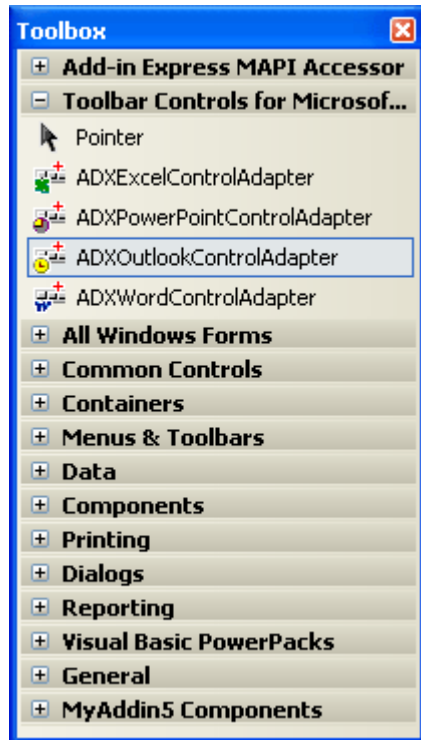 Toolbox
Add-in Express MAPI Accessor
Toolbar Controls for Microsof...
Pointer
ADXExcelControlAdapter
ADXPowerPointControlAdapter
ADXOutlookControlAdapter
ADXWordControlAdapter
All Windows Forms
Common Controls
Containers
Menus & Toolbars
Data
Components
Printing
Dialogs
Reporting
Visual Basic PowerPacks
General
MyAddin5 Components